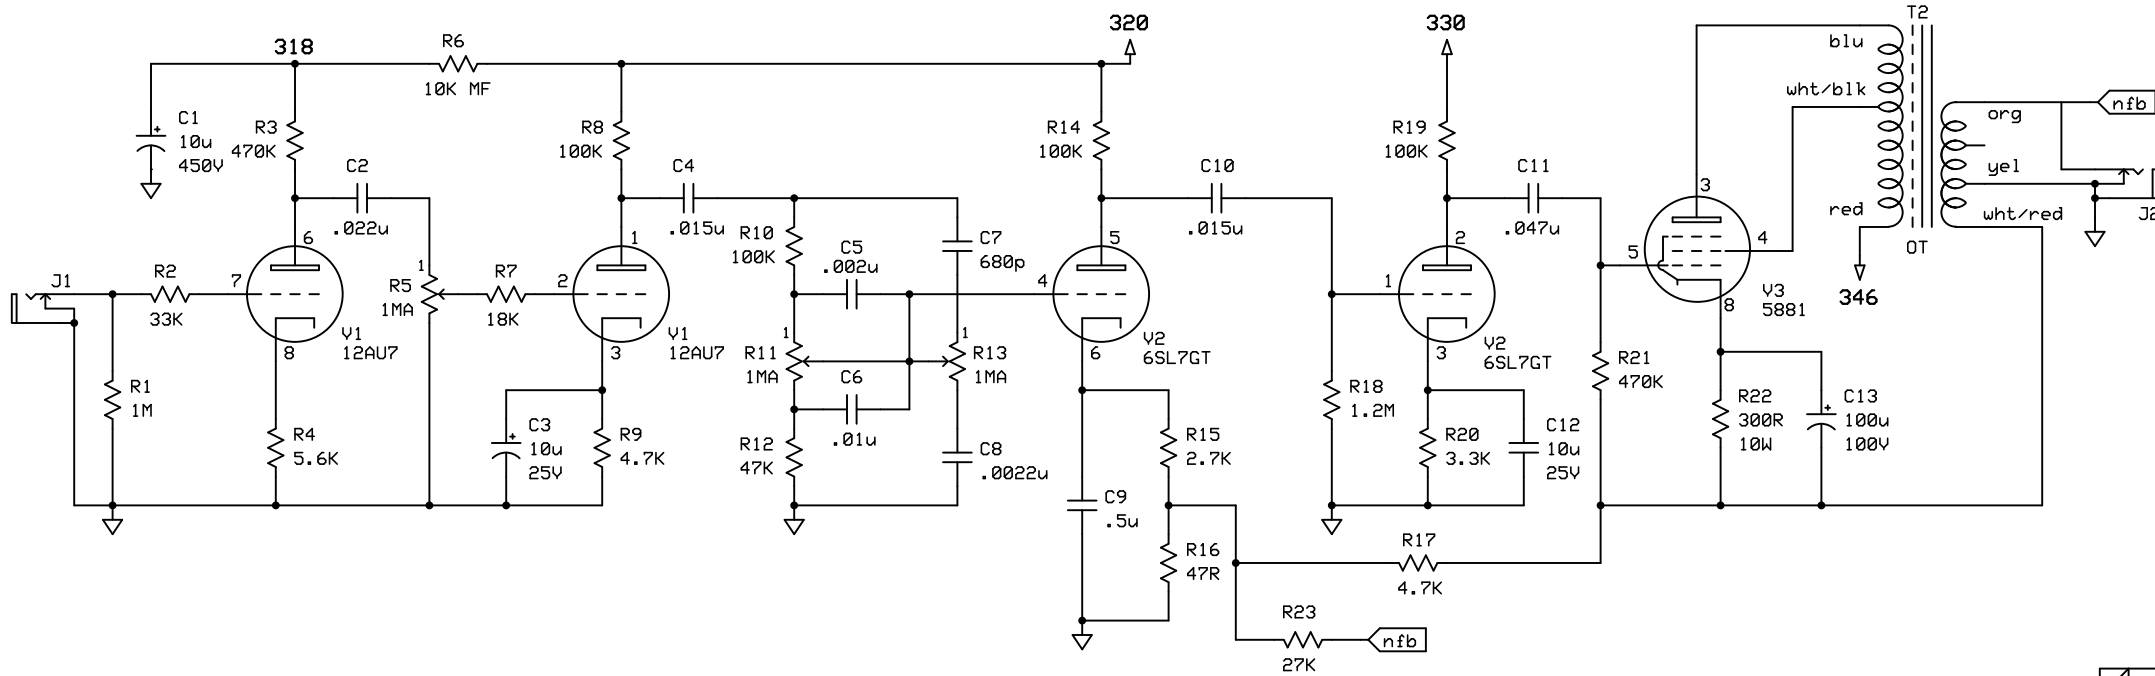 318
R6
10K MF
320
330
T2
blu
wht/blk
red
OT
346
org
yel
wht/red
nfb
J2
C1
10u
450V
R3
470K
C2
.022u
R8
100K
C4
.015u
R14
100K
C10
.015u
R19
100K
C11
.047u
J1
R2
33K
R1
1M
6
7
8
V1
12AU7
R4
5.6K
1
R5
1MA
R7
18K
1
2
3
V1
12AU7
C3
10u
25V
R9
4.7K
R10
100K
C5
.002u
C7
680p
1
R11
1MA
C6
.01u
1
R13
1MA
R12
47K
C8
.0022u
5
4
6
V2
6SL7GT
R15
2.7K
C9
.5u
R16
47R
R18
1.2M
2
1
3
V2
6SL7GT
R20
3.3K
C12
10u
25V
R17
4.7K
R23
27K
nfb
3
5
4
8
V3
5881
R21
470K
R22
300R
10W
C13
100u
100V